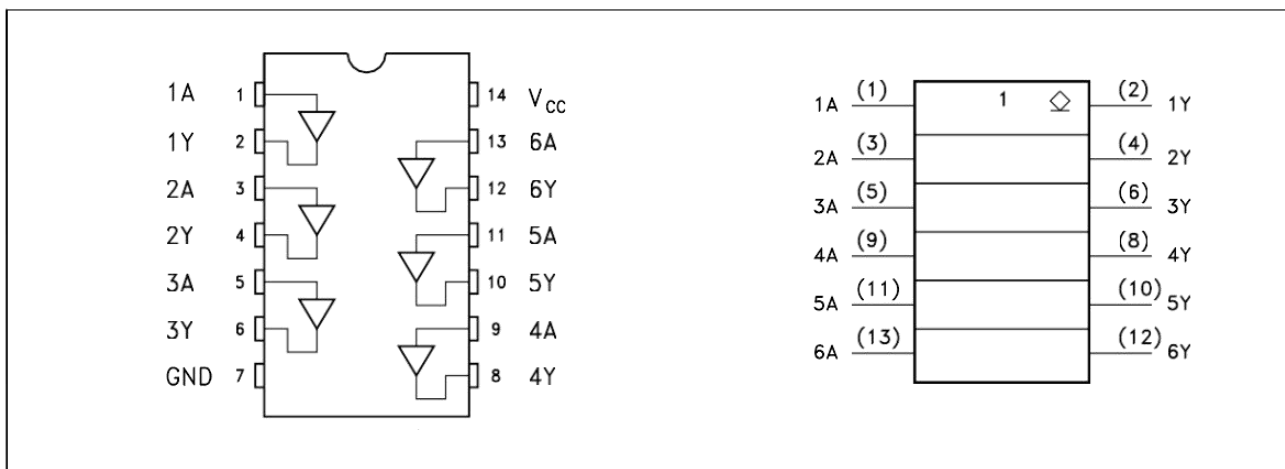 1A 1 14 VCC
1Y 2 13 6A
2A 3 12 6Y
2Y 4 11 5A
3A 5 10 5Y
3Y 6 9 4A
GND 7 8 4Y
1
1A (1) (2) 1Y
2A (3) (4) 2Y
3A (5) (6) 3Y
4A (9) (8) 4Y
5A (11) (10) 5Y
6A (13) (12) 6Y